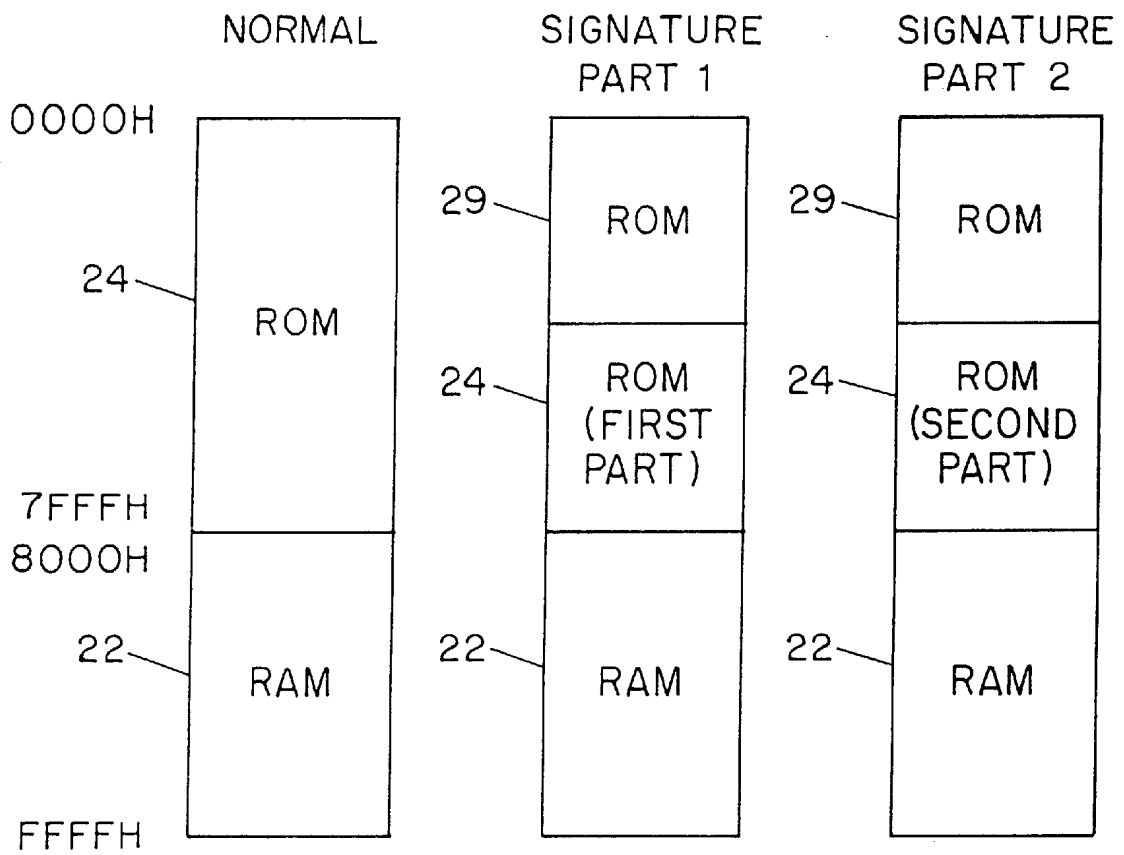 NORMAL
SIGNATURE
PART 1
SIGNATURE
PART 2
0000H
24
ROM
7FFFH
8000H
22
RAM
FFFFH
29
ROM
24
ROM
(FIRST
PART)
22
RAM
29
ROM
24
ROM
(SECOND
PART)
22
RAM